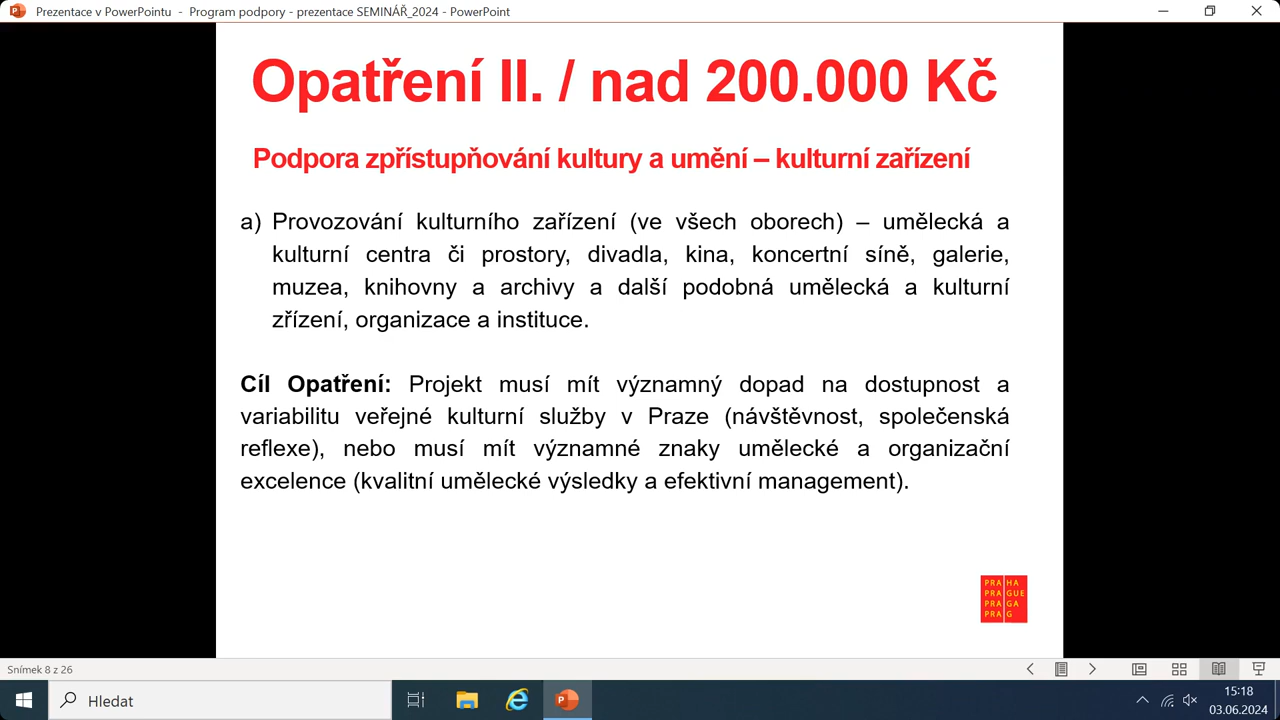 Prezentace v PowerPointu - Program podpory - prezentace SEMINÁŘ_2024 - PowerPoint
Opatření II. / nad 200.000 Kč
Podpora zpřístupňování kultury a umění – kulturní zařízení
a) Provozování kulturního zařízení (ve všech oborech) – umělecká a
kulturní centra či prostory, divadla, kina, koncertní síně, galerie,
muzea, knihovny a archivy a další podobná umělecká a kulturní
zřízení, organizace a instituce.
Cíl Opatření: Projekt musí mít významný dopad na dostupnost a
variabilitu veřejné kulturní služby v Praze (návštěvnost, společenská
reflexe), nebo musí mít významné znaky umělecké a organizační
excelence (kvalitní umělecké výsledky a efektivní management).
PRA HA
PRA GUE
PRA GA
PRA G
Snímek 8 z 26
Hledat
15:18
03.06.2024